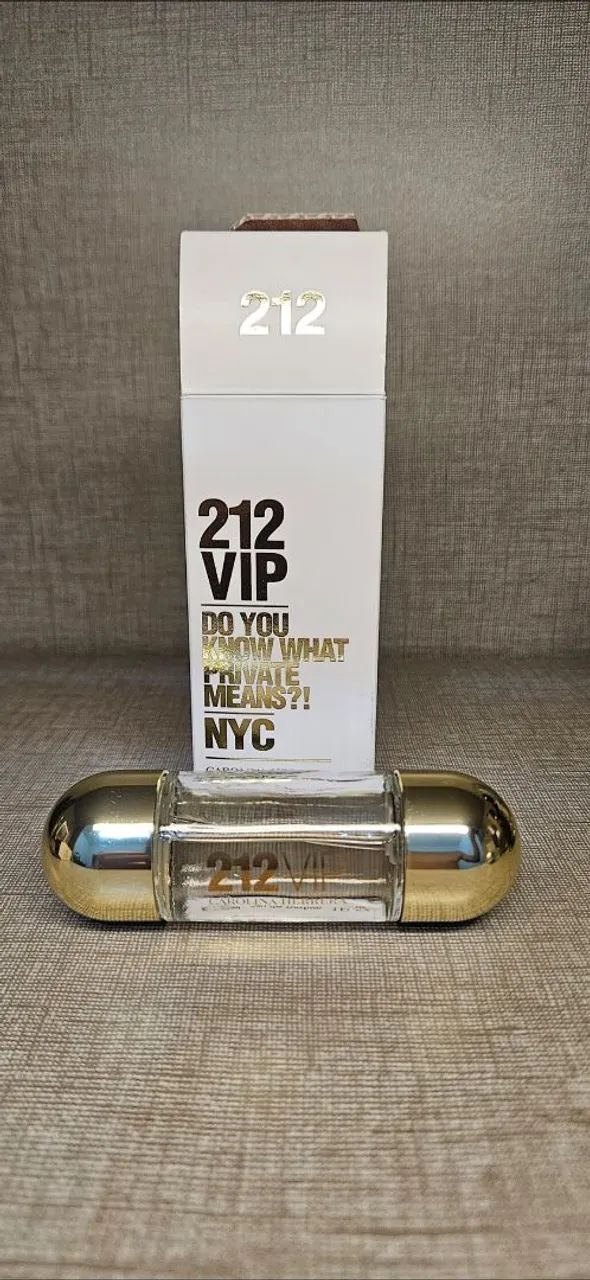 212
212
VIP
DO YOU
KNOW WHAT
PRIVATE
MEANS?!
NYC
212 VIP
CAROLINA HERRERA